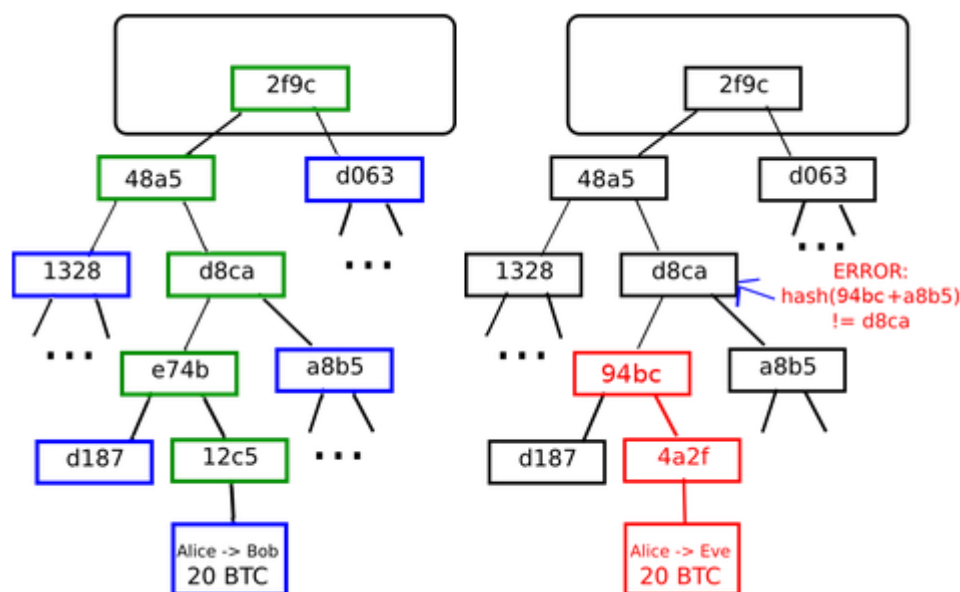 2f9c
48a5
d063
1328
d8ca
...
...
e74b
a8b5
d187
12c5
...
Alice -> Bob
20 BTC
2f9c
48a5
d063
1328
d8ca
...
ERROR:
hash(94bc+a8b5)
!= d8ca
...
94bc
a8b5
d187
4a2f
Alice -> Eve
20 BTC